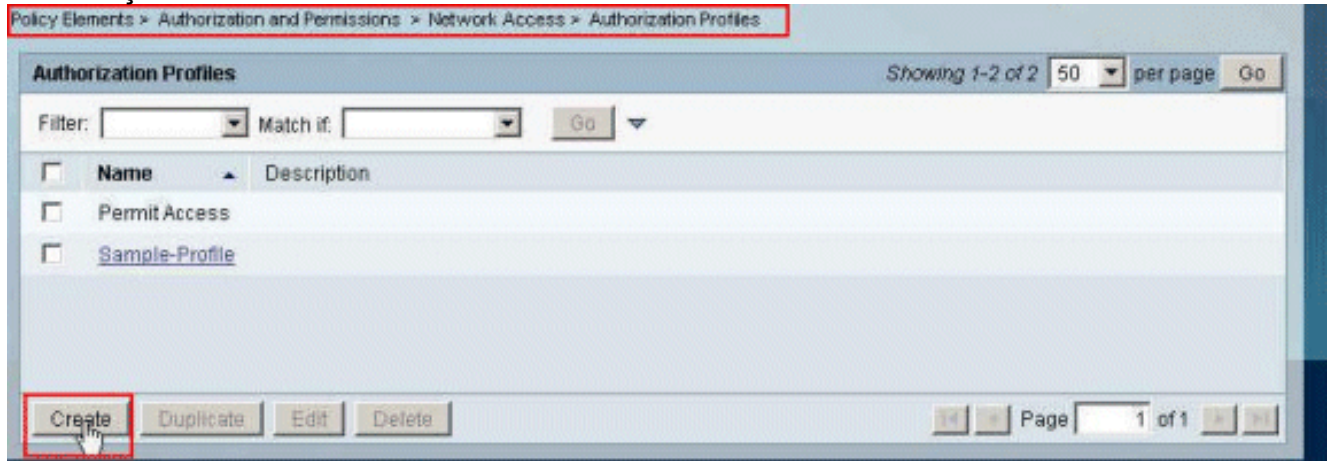 Policy Elements > Authorization and Permissions > Network Access > Authorization Profiles
Authorization Profiles Showing 1-2 of 2 50 per page Go
Filter: Match if: Go
Name Description
Permit Access
Sample-Profile
Create Duplicate Edit Delete Page 1 of 1